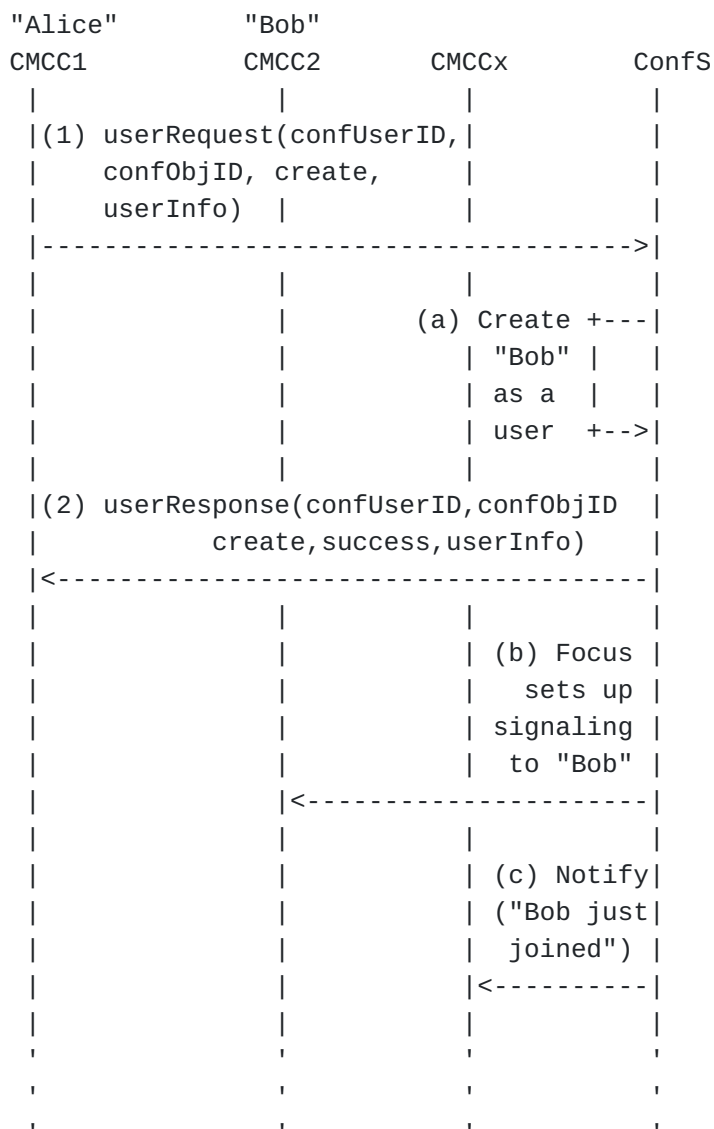 "Alice"        "Bob"
CMCC1          CMCC2       CMCCx        ConfS
 |               |           |           |
 |(1) userRequest(confUserID,|           |
 |    confObjID, create,     |           |
 |    userInfo)  |           |           |
 |-------------------------------------->|
 |               |           |           |
 |               |        (a) Create +---|
 |               |           | "Bob" |   |
 |               |           | as a  |   |
 |               |           | user  +-->|
 |               |           |           |
 |(2) userResponse(confUserID,confObjID  |
 |           create,success,userInfo)    |
 |<--------------------------------------|
 |               |           |           |
 |               |           | (b) Focus |
 |               |           |   sets up |
 |               |           | signaling |
 |               |           |  to "Bob" |
 |               |<----------------------|
 |               |           |           |
 |               |           | (c) Notify|
 |               |           | ("Bob just|
 |               |           |  joined") |
 |               |           |<----------|
 |               |           |           |
 '               '           '           '
 '               '           '           '
 '               '           '           '